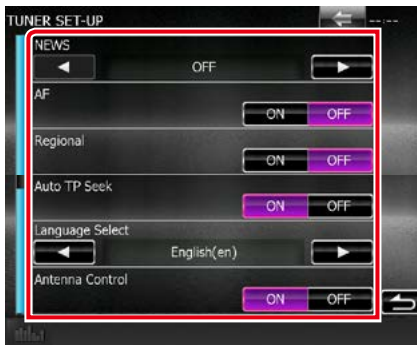 TUNER SET-UP --:--
NEWS
OFF
AF
ON OFF
Regional
ON OFF
Auto TP Seek
ON OFF
Language Select
English(en)
Antenna Control
ON OFF